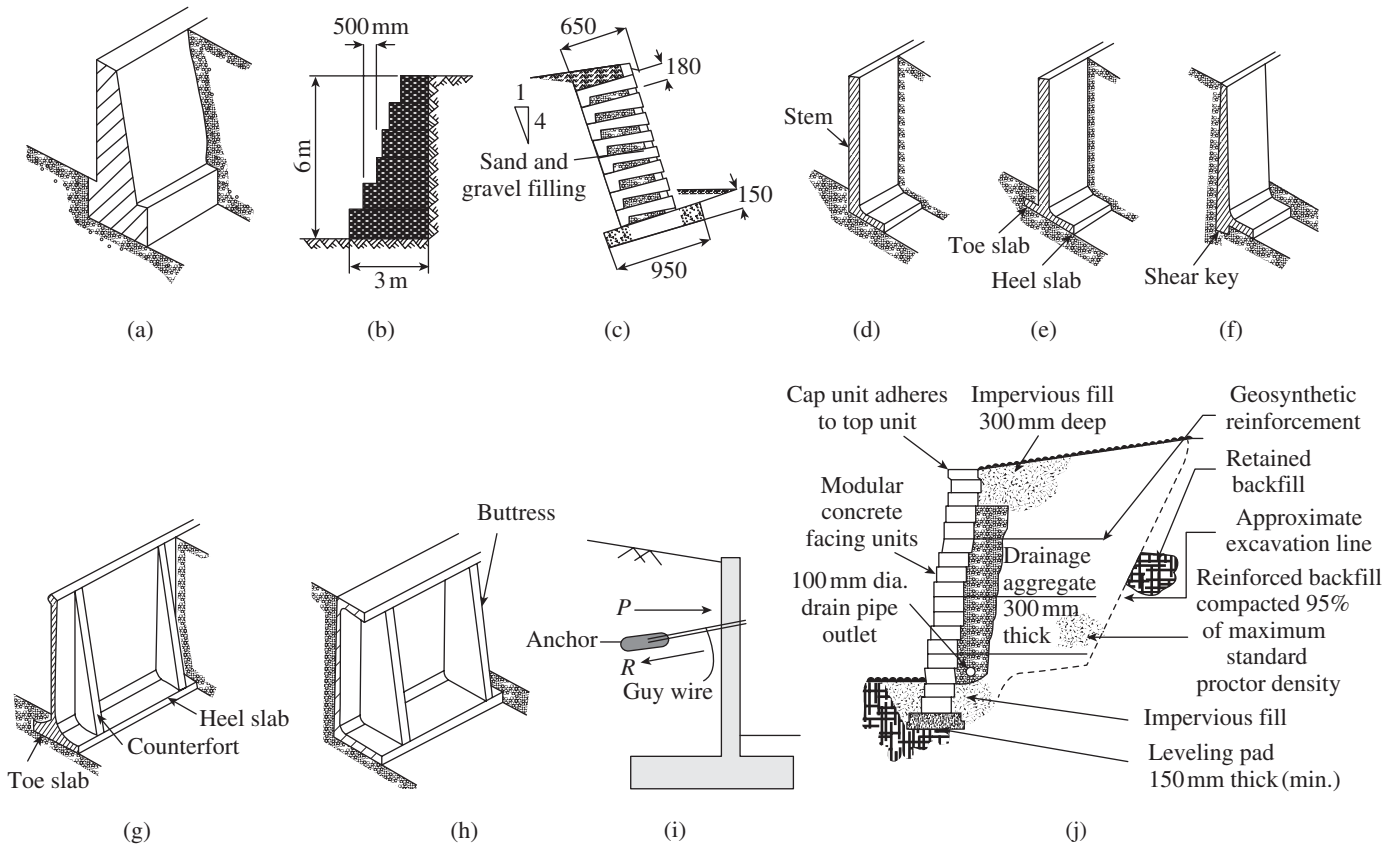 500 mm
6 m
3 m
(a)
(b)
650
180
1
4
Sand and
gravel filling
150
950
(c)
Stem
(d)
Toe slab
Heel slab
(e)
Shear key
(f)
Heel slab
Counterfort
Toe slab
(g)
Buttress
(h)
P
Anchor
R
Guy wire
(i)
Cap unit adheres
to top unit
Impervious fill
300 mm deep
Geosynthetic
reinforcement
Retained
backfill
Modular
concrete
facing units
Approximate
excavation line
100 mm dia.
drain pipe
outlet
Drainage
aggregate
300 mm
thick
Reinforced backfill
compacted 95%
of maximum
standard
proctor density
Impervious fill
Leveling pad
150 mm thick (min.)
(j)